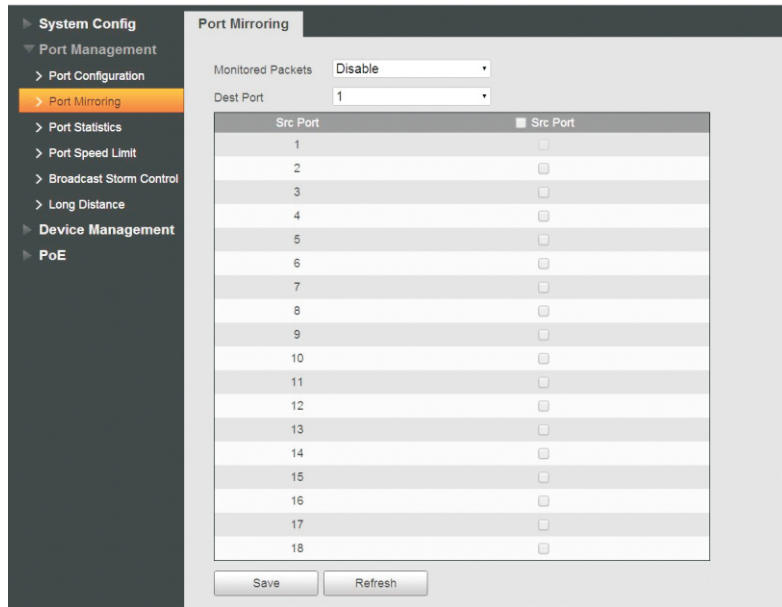 System Config
Port Management
Port Configuration
Port Mirroring
Port Statistics
Port Speed Limit
Broadcast Storm Control
Long Distance
Device Management
PoE
Port Mirroring
Monitored Packets Disable
Dest Port 1
Src Port Src Port
1
2
3
4
5
6
7
8
9
10
11
12
13
14
15
16
17
18
Save Refresh